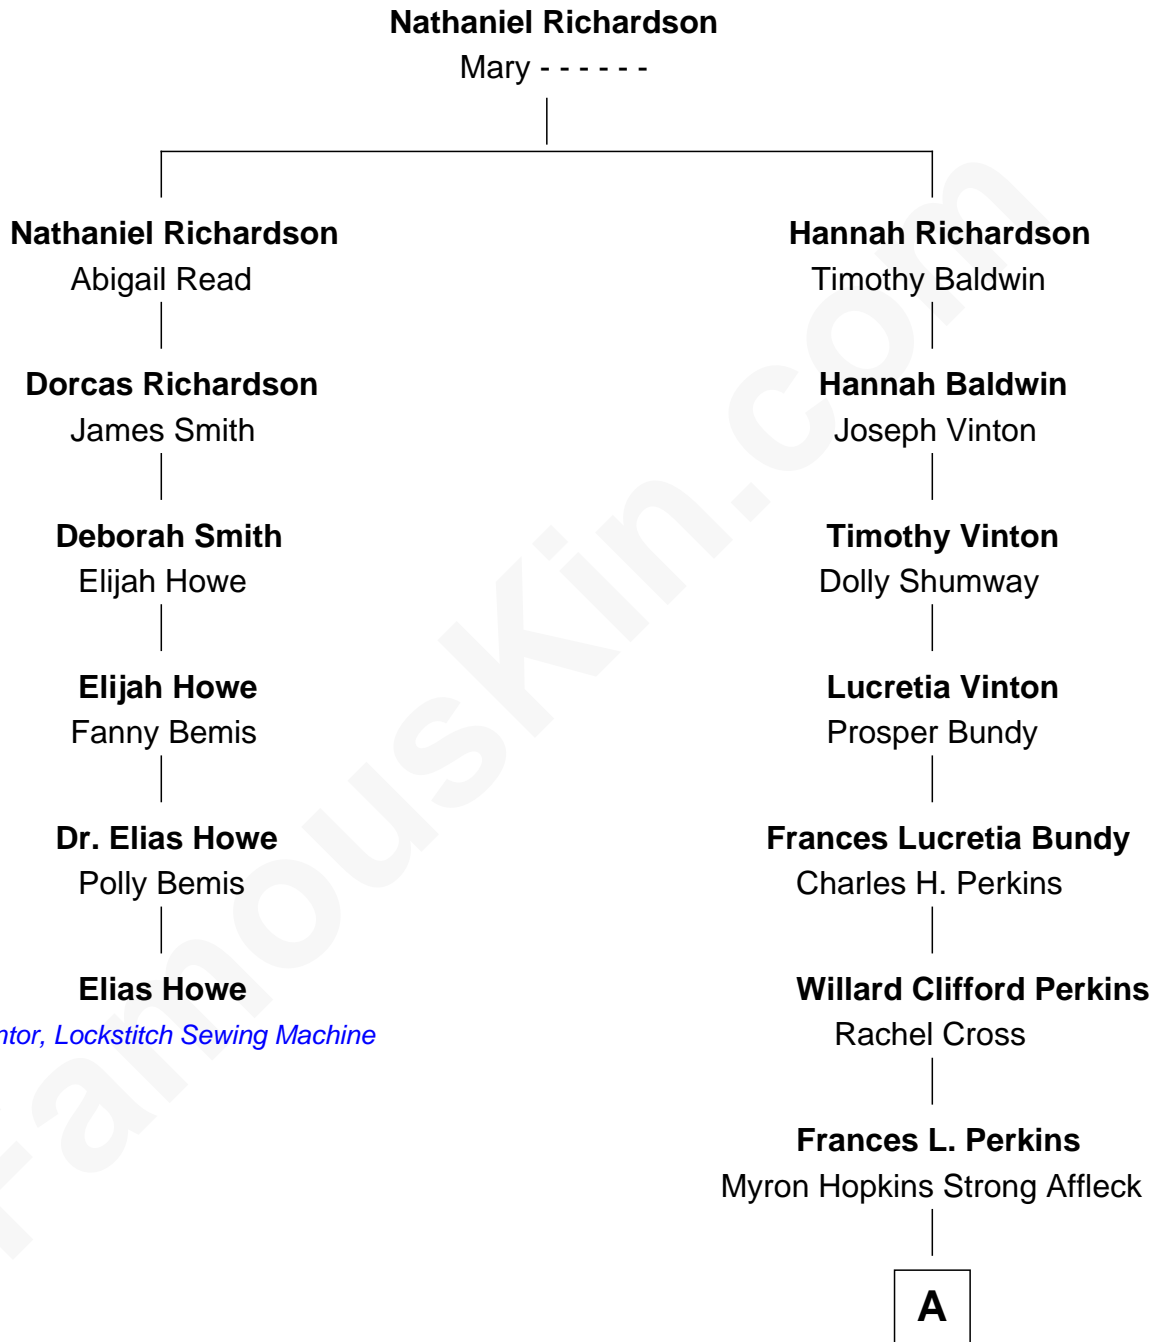 Nathaniel Richardson
Mary - - - - - -
Nathaniel Richardson
Abigail Read
Hannah Richardson
Timothy Baldwin
Dorcas Richardson
James Smith
Hannah Baldwin
Joseph Vinton
Deborah Smith
Elijah Howe
Timothy Vinton
Dolly Shumway
Elijah Howe
Fanny Bemis
Lucretia Vinton
Prosper Bundy
Dr. Elias Howe
Polly Bemis
Frances Lucretia Bundy
Charles H. Perkins
Elias Howe
ntor, Lockstitch Sewing Machine
Willard Clifford Perkins
Rachel Cross
Frances L. Perkins
Myron Hopkins Strong Affleck
A
FamousKin.com